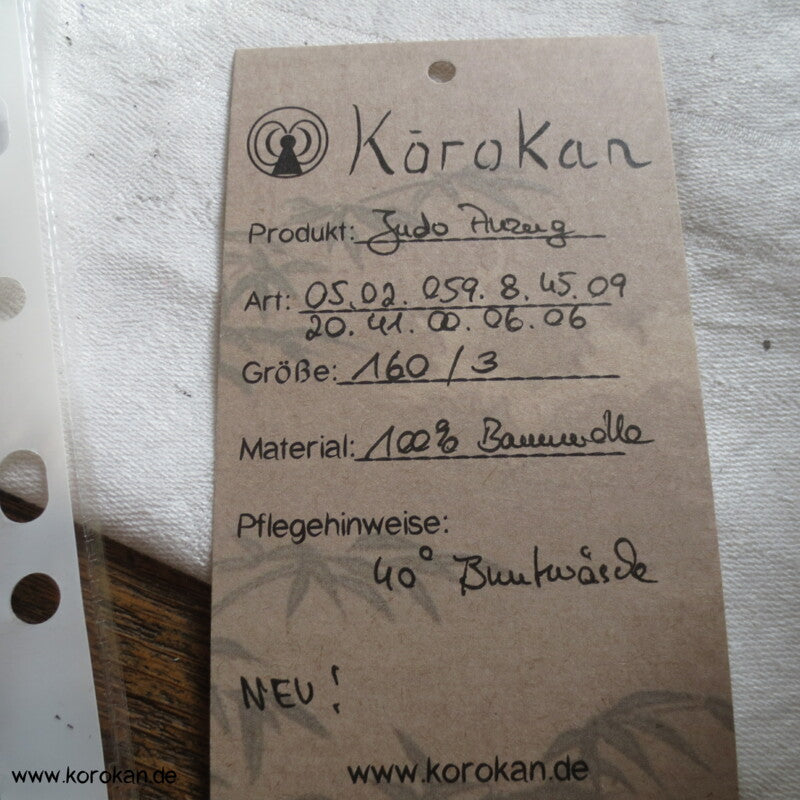 Kōrokan
Produkt: Judo Anzug
Art: 05.02.059.8.45.09
20.41.00.06.06
Größe: 160 / 3
Material: 100% Baumwolle
Pflegehinweise:
40° Buntwäsche
NEU!
www.korokan.de
www.korokan.de